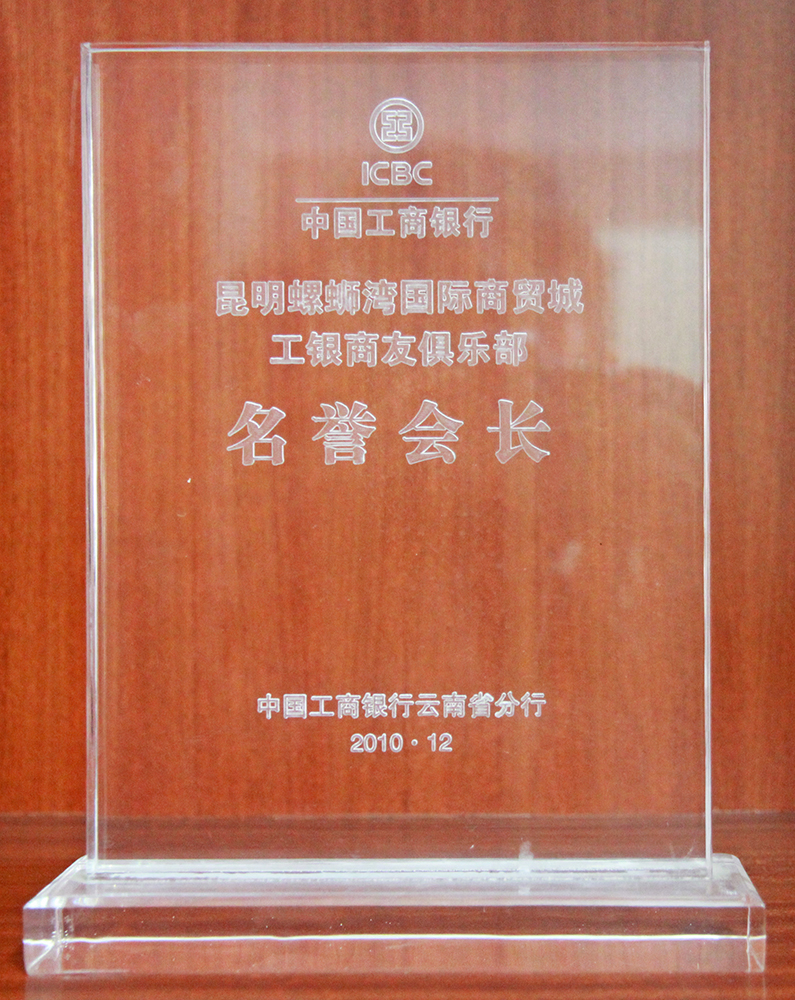 ICBC
中国工商银行
昆明螺蛳湾国际商贸城
工银商友俱乐部
名誉会长
中国工商银行云南省分行
2010·12